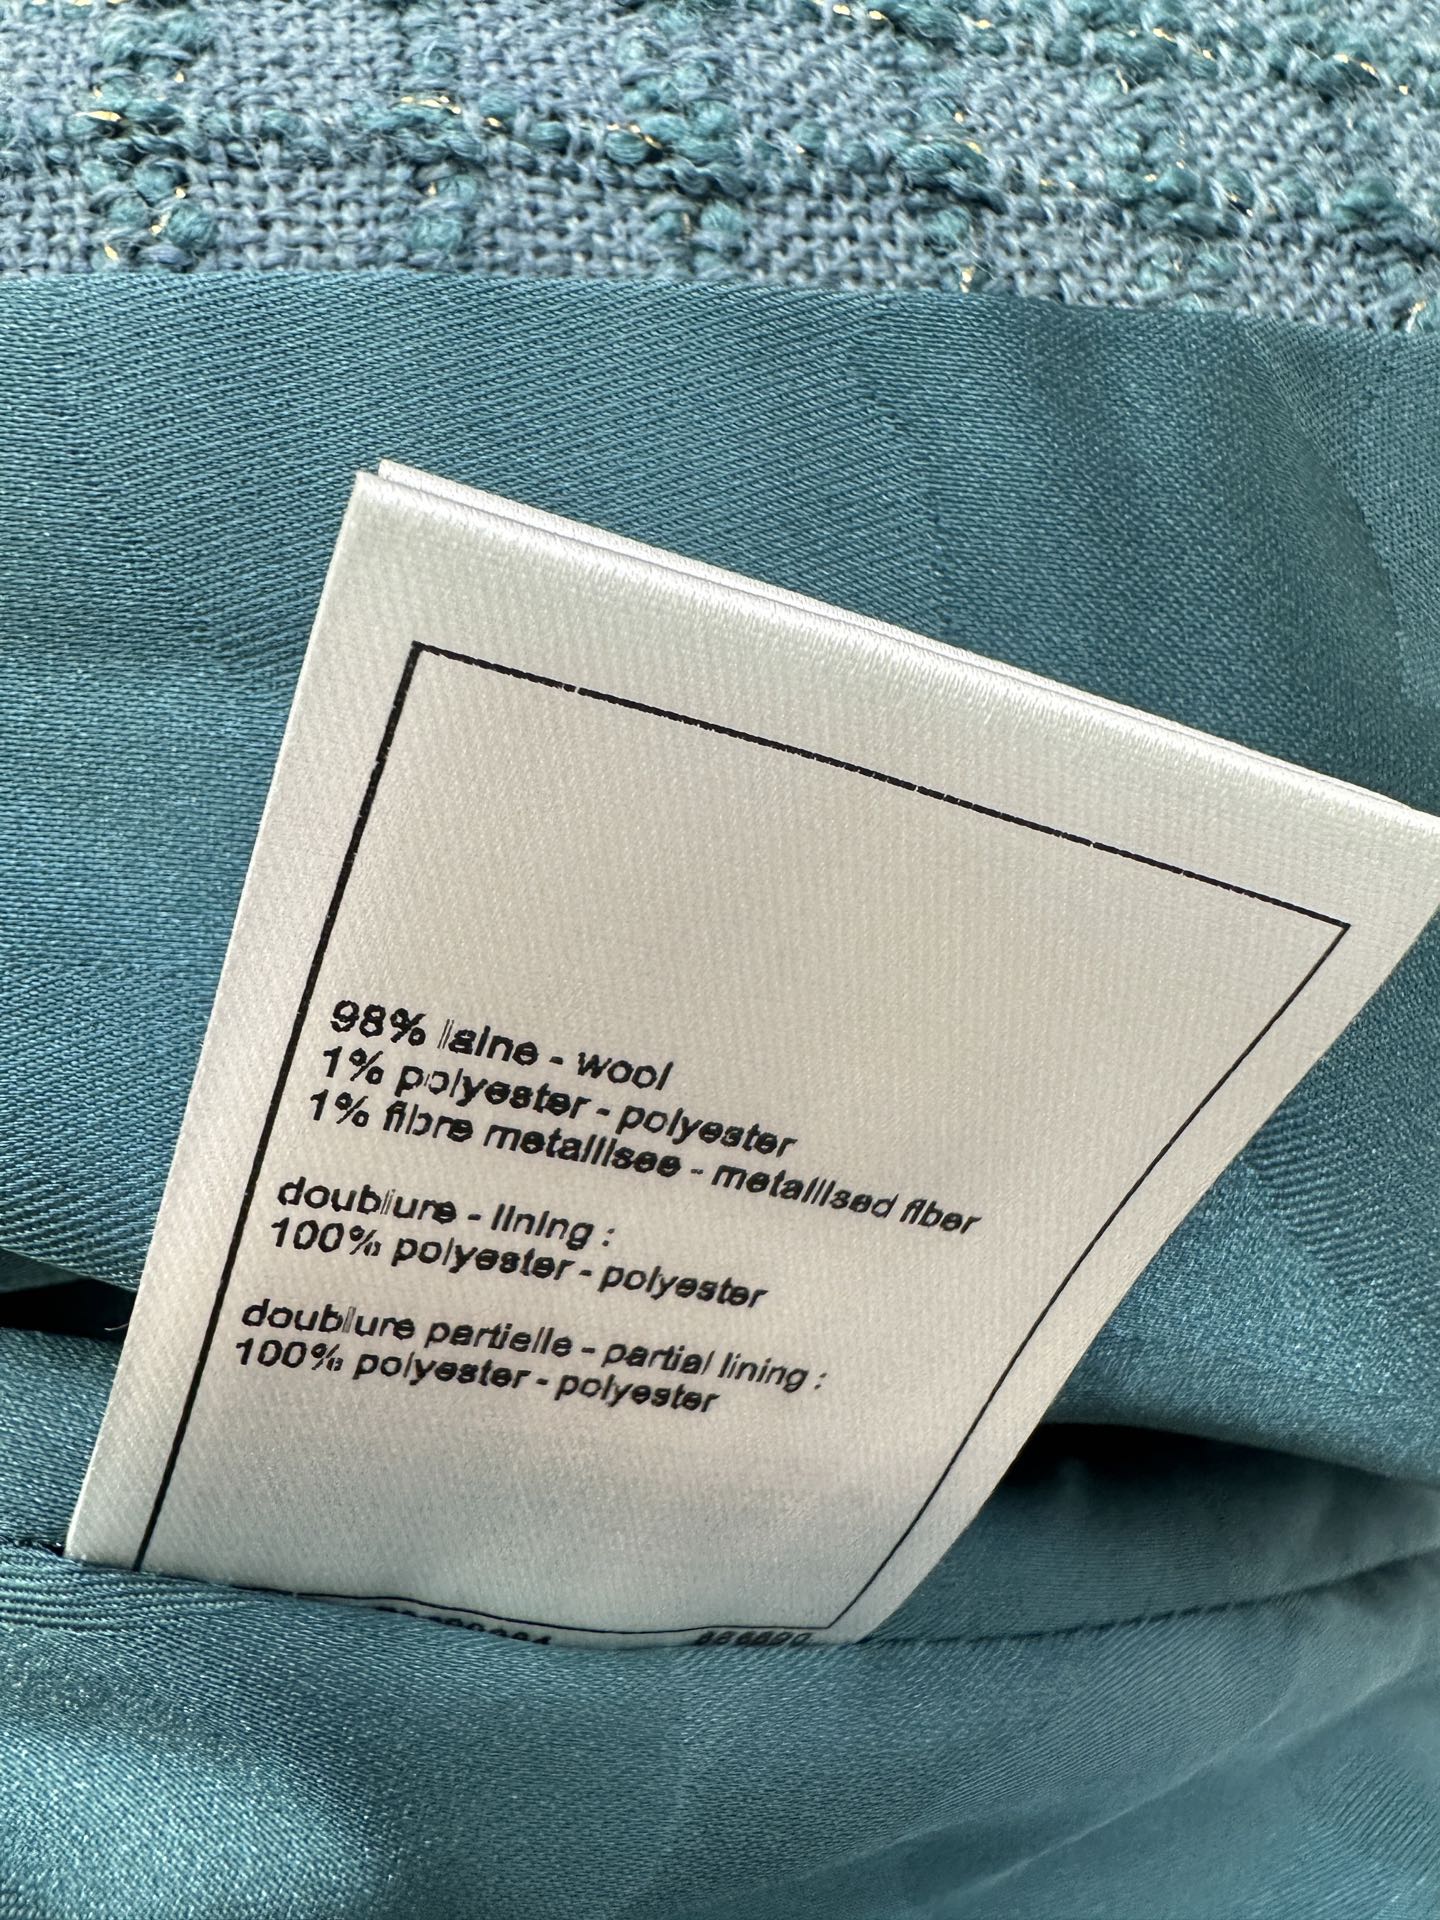 98% laine - wool
1% polyester - polyester
1% fibre metallisee - metallised fiber
doublure - lining :
100% polyester - polyester
doublure partielle - partial lining :
100% polyester - polyester